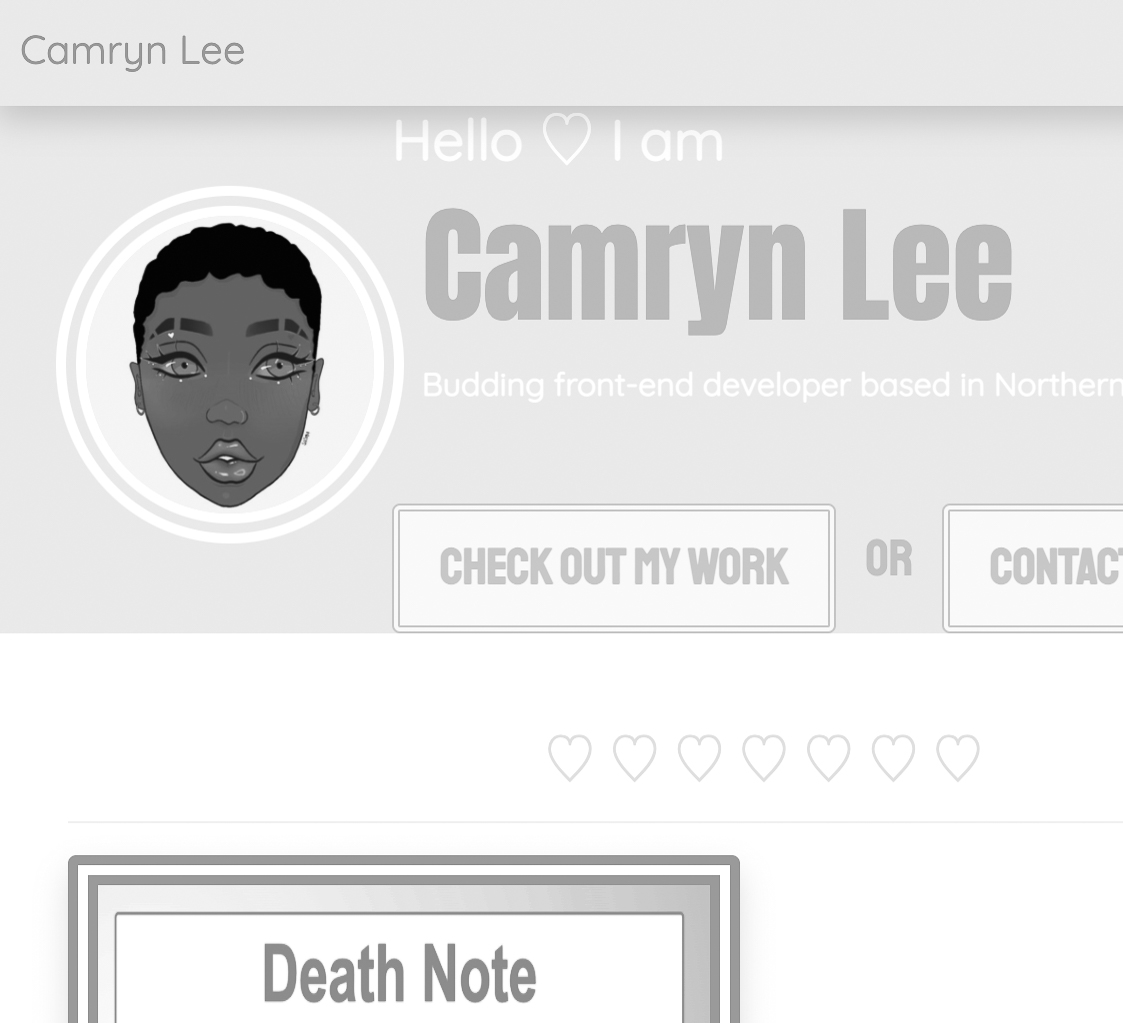 Camryn Lee
Hello ♡ I am
Camryn Lee
Budding front-end developer based in Northern
CHECK OUT MY WORK
OR
CONTACT
♡ ♡ ♡ ♡ ♡ ♡ ♡
Death Note